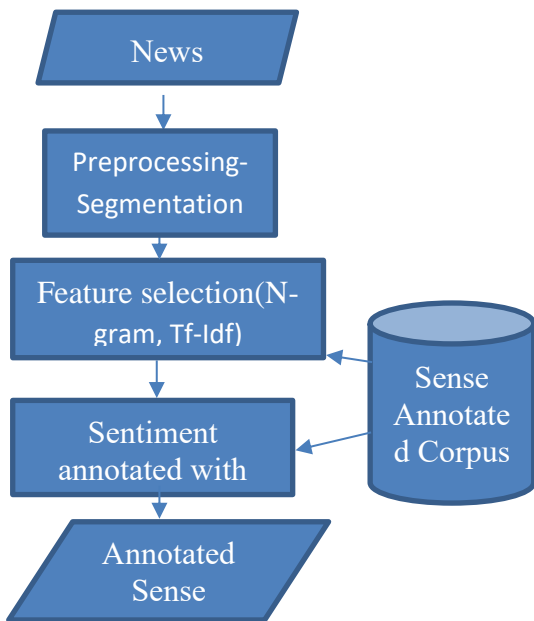 News
Preprocessing-
Segmentation
Feature selection(N-
gram, Tf-Idf)
Sentiment
annotated with
Sense
Annotate
d Corpus
Annotated
Sense